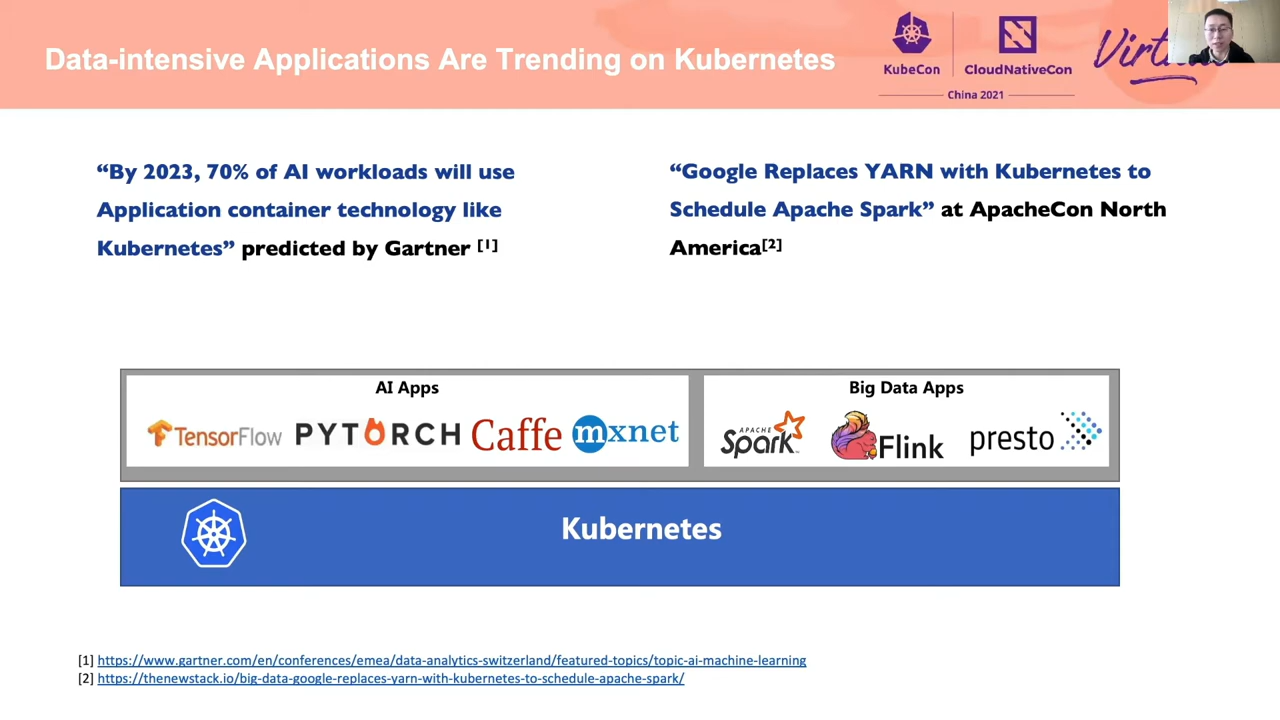 Data-intensive Applications Are Trending on Kubernetes
KubeCon
CloudNativeCon
China 2021
“By 2023, 70% of AI workloads will use
Application container technology like
Kubernetes” predicted by Gartner [1]
“Google Replaces YARN with Kubernetes to
Schedule Apache Spark” at ApacheCon North
America[2]
AI Apps
TensorFlow
PYTORCH
Caffe
mxnet
Big Data Apps
APACHE
Spark
Flink
presto
Kubernetes
[1] https://www.gartner.com/en/conferences/emea/data-analytics-switzerland/featured-topics/topic-ai-machine-learning
[2] https://thenewstack.io/big-data-google-replaces-yarn-with-kubernetes-to-schedule-apache-spark/